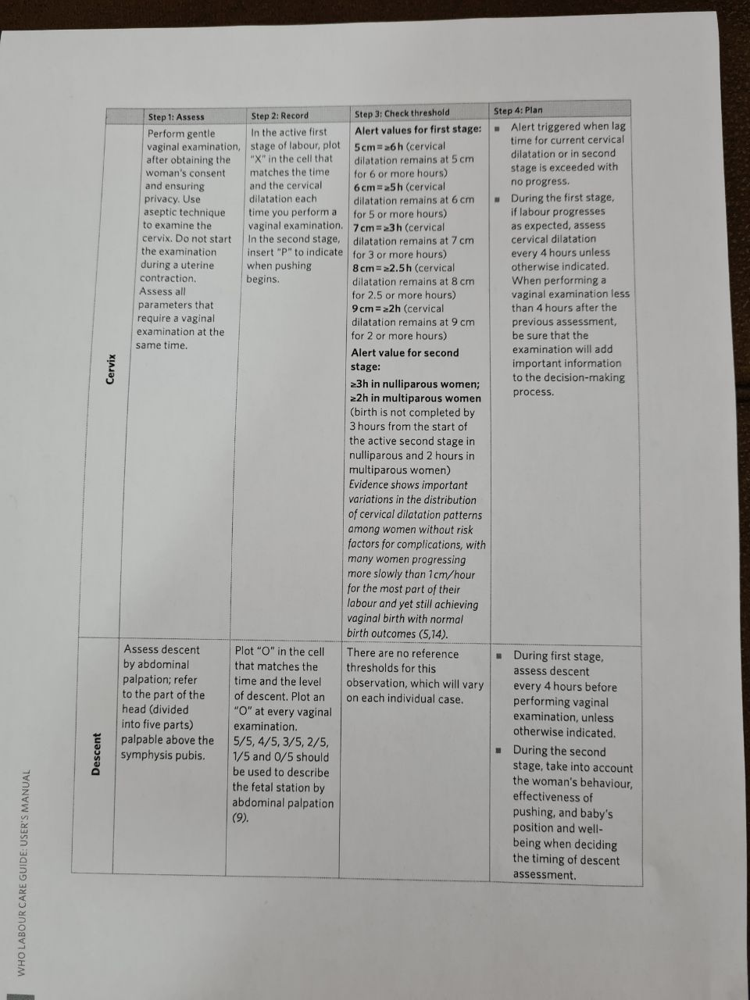 Step 1: Assess
Step 2: Record
Step 3: Check threshold
Step 4: Plan
Cervix
Perform gentle
vaginal examination,
after obtaining the
woman's consent
and ensuring
privacy. Use
aseptic technique
to examine the
cervix. Do not start
the examination
during a uterine
contraction.
Assess all
parameters that
require a vaginal
examination at the
same time.
In the active first
stage of labour, plot
"X" in the cell that
matches the time
and the cervical
dilatation each
time you perform a
vaginal examination.
In the second stage,
insert "P" to indicate
when pushing
begins.
Alert values for first stage:
5 cm = ≥6 h (cervical
dilatation remains at 5 cm
for 6 or more hours)
6 cm = ≥5 h (cervical
dilatation remains at 6 cm
for 5 or more hours)
7 cm = ≥3 h (cervical
dilatation remains at 7 cm
for 3 or more hours)
8 cm = ≥2.5 h (cervical
dilatation remains at 8 cm
for 2.5 or more hours)
9 cm = ≥2h (cervical
dilatation remains at 9 cm
for 2 or more hours)
Alert value for second
stage:
≥3h in nulliparous women;
≥2h in multiparous women
(birth is not completed by
3 hours from the start of
the active second stage in
nulliparous and 2 hours in
multiparous women)
Evidence shows important
variations in the distribution
of cervical dilatation patterns
among women without risk
factors for complications, with
many women progressing
more slowly than 1 cm/hour
for the most part of their
labour and yet still achieving
vaginal birth with normal
birth outcomes (5,14).
■ Alert triggered when lag
time for current cervical
dilatation or in second
stage is exceeded with
no progress.
■ During the first stage,
if labour progresses
as expected, assess
cervical dilatation
every 4 hours unless
otherwise indicated.
When performing a
vaginal examination less
than 4 hours after the
previous assessment,
be sure that the
examination will add
important information
to the decision-making
process.
Descent
Assess descent
by abdominal
palpation; refer
to the part of the
head (divided
into five parts)
palpable above the
symphysis pubis.
Plot "O" in the cell
that matches the
time and the level
of descent. Plot an
"O" at every vaginal
examination.
5/5, 4/5, 3/5, 2/5,
1/5 and 0/5 should
be used to describe
the fetal station by
abdominal palpation
(9).
There are no reference
thresholds for this
observation, which will vary
on each individual case.
■ During first stage,
assess descent
every 4 hours before
performing vaginal
examination, unless
otherwise indicated.
■ During the second
stage, take into account
the woman's behaviour,
effectiveness of
pushing, and baby's
position and well-
being when deciding
the timing of descent
assessment.
WHO LABOUR CARE GUIDE: USER'S MANUAL